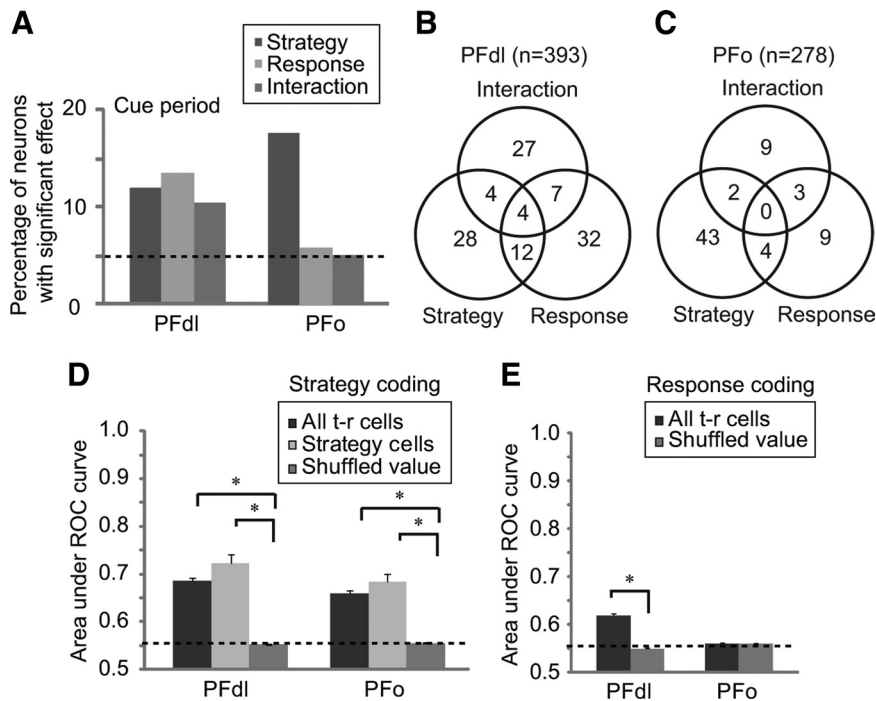 A
Strategy
Response
Interaction
Cue period
Percentage of neurons
with significant effect
20
10
0
PFdl
PFo
B
PFdl (n=393)
Interaction
27
4
7
4
28
12
32
Strategy
Response
C
PFo (n=278)
Interaction
9
2
3
0
43
4
9
Strategy
Response
D
Strategy coding
All t-r cells
Strategy cells
Shuffled value
Area under ROC curve
1.0
0.9
0.8
0.7
0.6
0.5
*
*
*
*
PFdl
PFo
E
Response coding
All t-r cells
Shuffled value
Area under ROC curve
1.0
0.9
0.8
0.7
0.6
0.5
*
PFdl
PFo